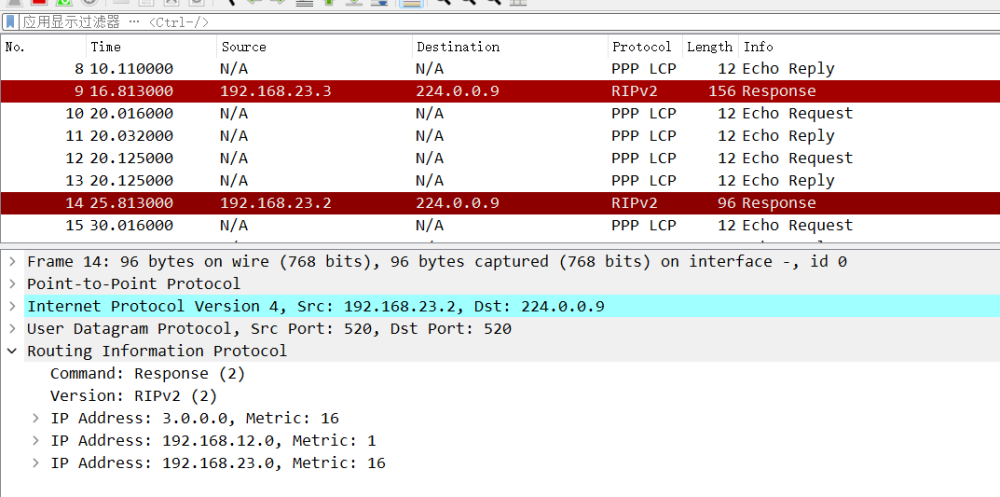 应用显示过滤器 … <Ctrl-/>
No. Time Source Destination Protocol Length Info
8 10.110000 N/A N/A PPP LCP 12 Echo Reply
9 16.813000 192.168.23.3 224.0.0.9 RIPv2 156 Response
10 20.016000 N/A N/A PPP LCP 12 Echo Request
11 20.032000 N/A N/A PPP LCP 12 Echo Reply
12 20.125000 N/A N/A PPP LCP 12 Echo Request
13 20.125000 N/A N/A PPP LCP 12 Echo Reply
14 25.813000 192.168.23.2 224.0.0.9 RIPv2 96 Response
15 30.016000 N/A N/A PPP LCP 12 Echo Request
Frame 14: 96 bytes on wire (768 bits), 96 bytes captured (768 bits) on interface -, id 0
Point-to-Point Protocol
Internet Protocol Version 4, Src: 192.168.23.2, Dst: 224.0.0.9
User Datagram Protocol, Src Port: 520, Dst Port: 520
Routing Information Protocol
Command: Response (2)
Version: RIPv2 (2)
IP Address: 3.0.0.0, Metric: 16
IP Address: 192.168.12.0, Metric: 1
IP Address: 192.168.23.0, Metric: 16